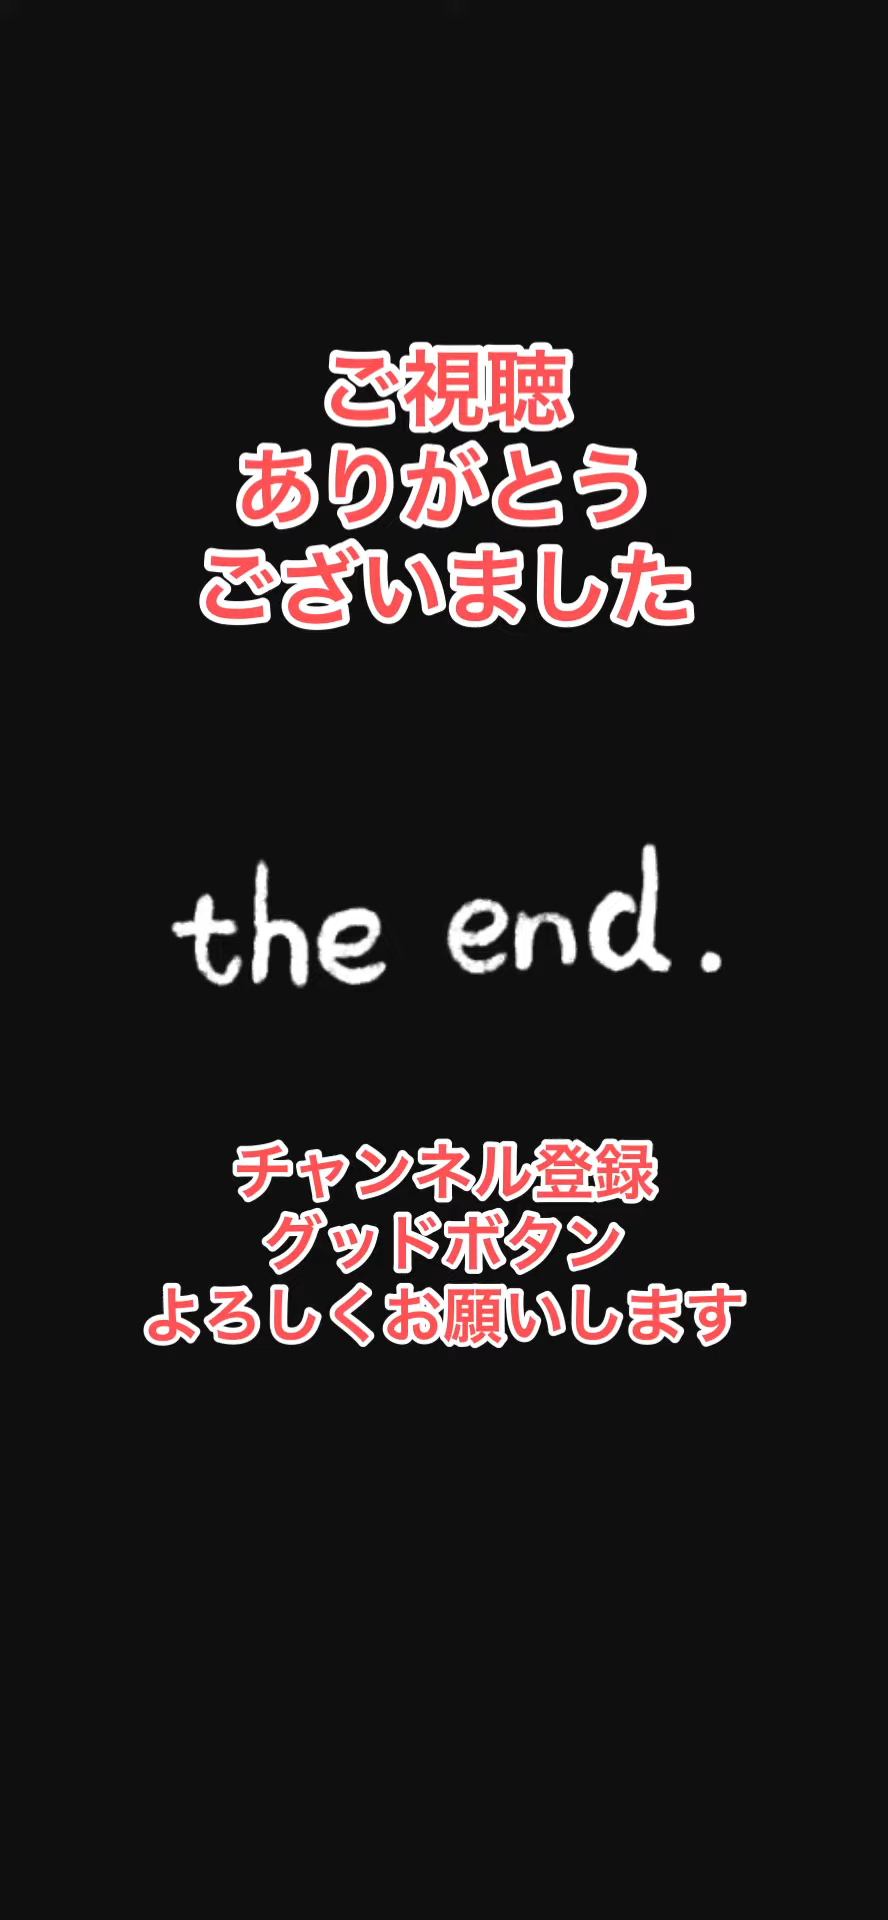 ご視聴
ありがとう
ございました
the end.
チャンネル登録
グッドボタン
よろしくお願いします